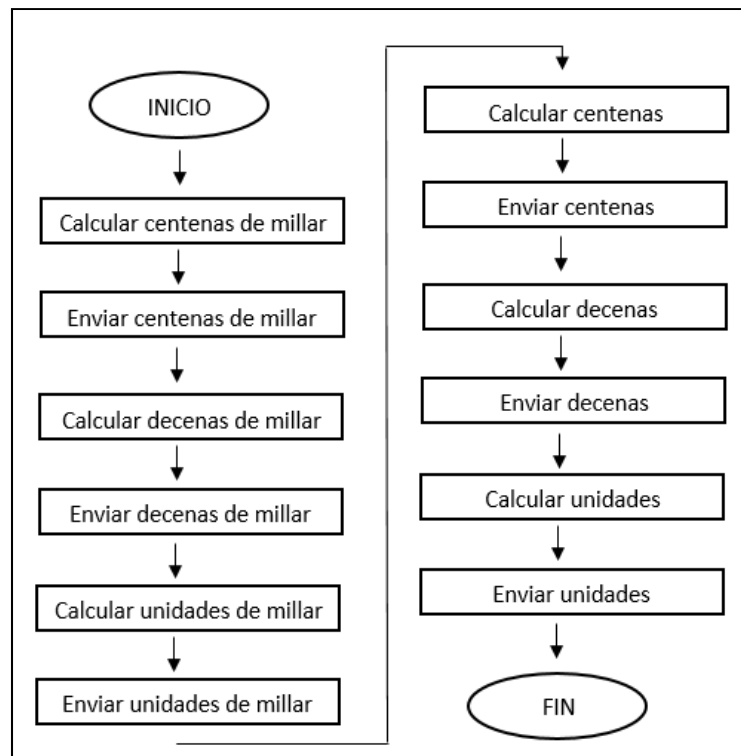 INICIO
Calcular centenas de millar
Enviar centenas de millar
Calcular decenas de millar
Enviar decenas de millar
Calcular unidades de millar
Enviar unidades de millar
Calcular centenas
Enviar centenas
Calcular decenas
Enviar decenas
Calcular unidades
Enviar unidades
FIN